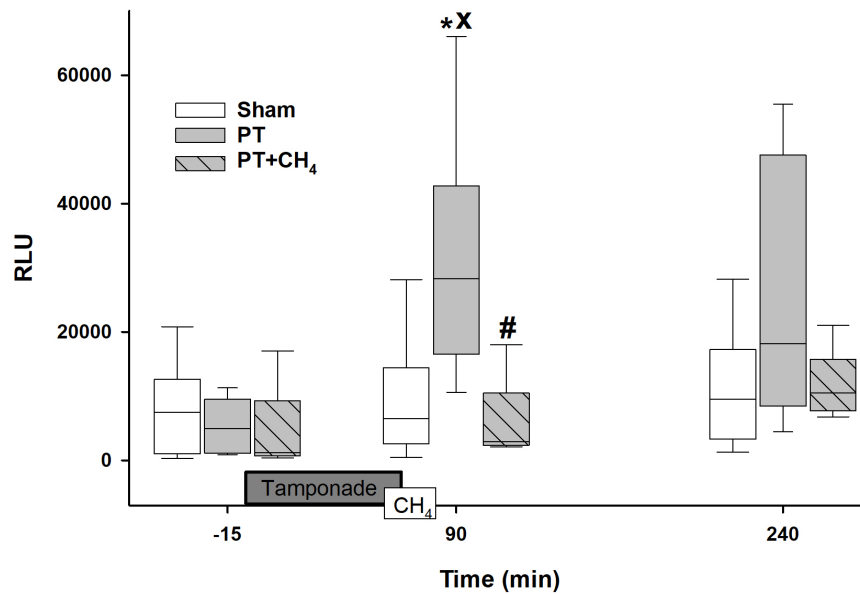 *x
60000
Sham
PT
PT+CH₄
40000
RLU
#
20000
0
Tamponade
CH₄
-15
90
240
Time (min)